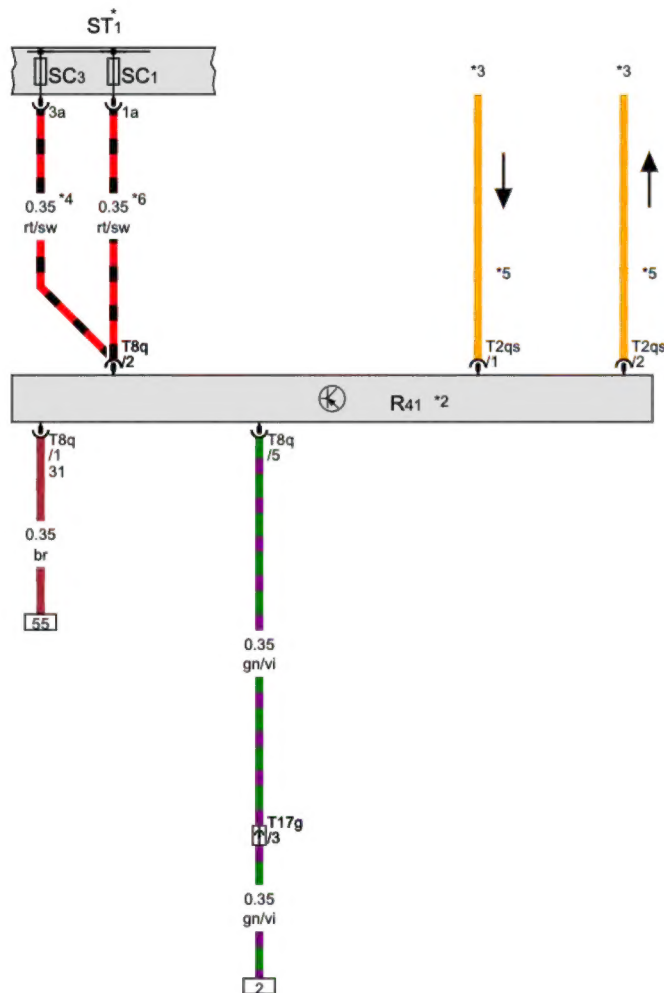 ST1*
SC3 SC1
3a 1a
*3 *3
0.35 *4 0.35 *6
rt/sw rt/sw
*5 *5
T8q /2
T2qs /1
T2qs /2
R41 *2
T8q /1 31
T8q /5
0.35
br
55
0.35
gn/vi
T17g /3
0.35
gn/vi
2